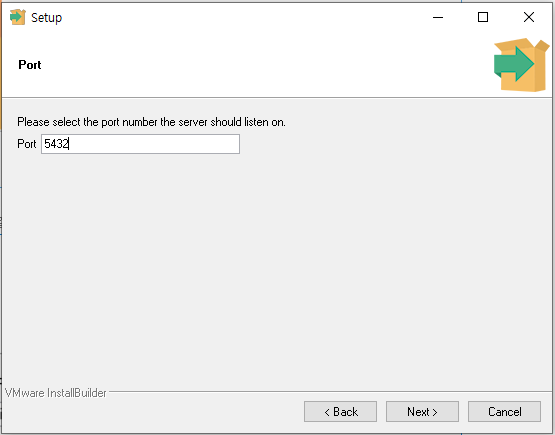 Setup
Port
Please select the port number the server should listen on.
Port 5432
VMware InstallBuilder
< Back Next > Cancel